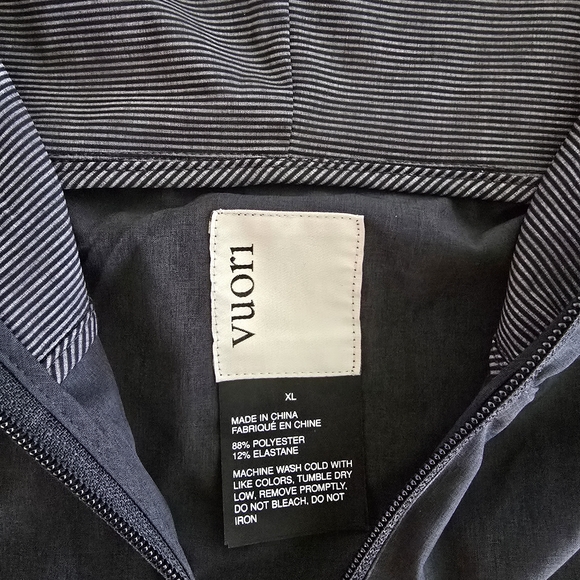 vuori
XL
MADE IN CHINA
FABRIQUÉ EN CHINE
88% POLYESTER
12% ELASTANE
MACHINE WASH COLD WITH
LIKE COLORS, TUMBLE DRY
LOW, REMOVE PROMPTLY,
DO NOT BLEACH, DO NOT
IRON